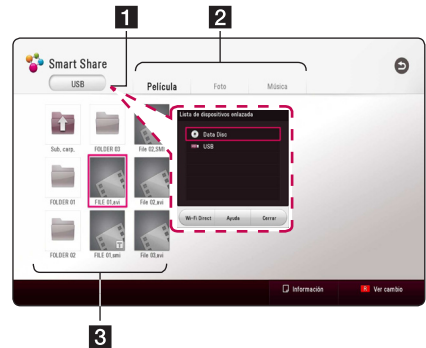 1
2
Smart Share
USB
Película Foto Música
Lista de dispositivos enlazada
Data Disc
USB
Wi-Fi Direct Ayuda Cerrar
Sub. carp. FOLDER 03 File 02.SMI
FOLDER 01 FILE 01.avi File 02.avi
T
FOLDER 02 FILE 01.smi File 03.avi
Información R Ver cambio
3